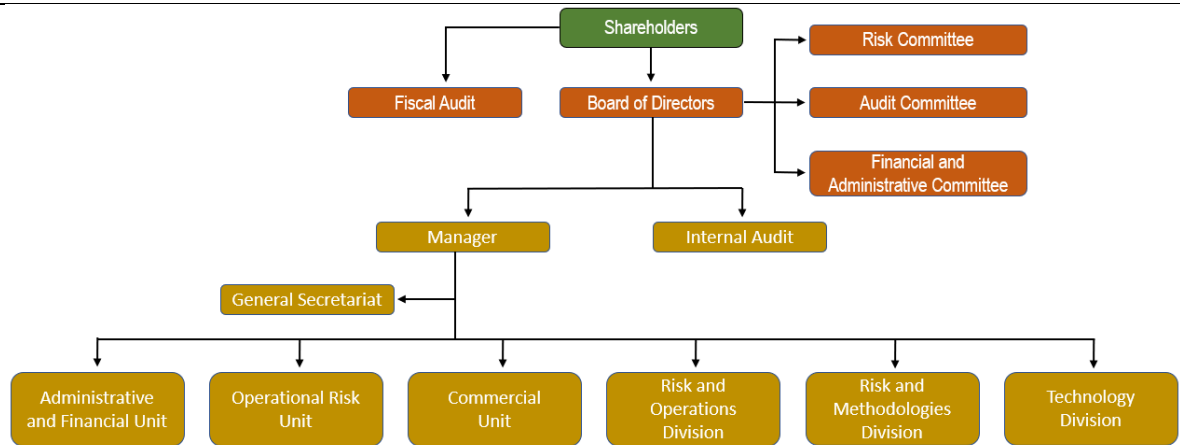 Shareholders
Risk Committee
Fiscal Audit
Board of Directors
Audit Committee
Financial and
Administrative Committee
Manager
Internal Audit
General Secretariat
Administrative
and Financial Unit
Operational Risk
Unit
Commercial
Unit
Risk and
Operations
Division
Risk and
Methodologies
Division
Technology
Division